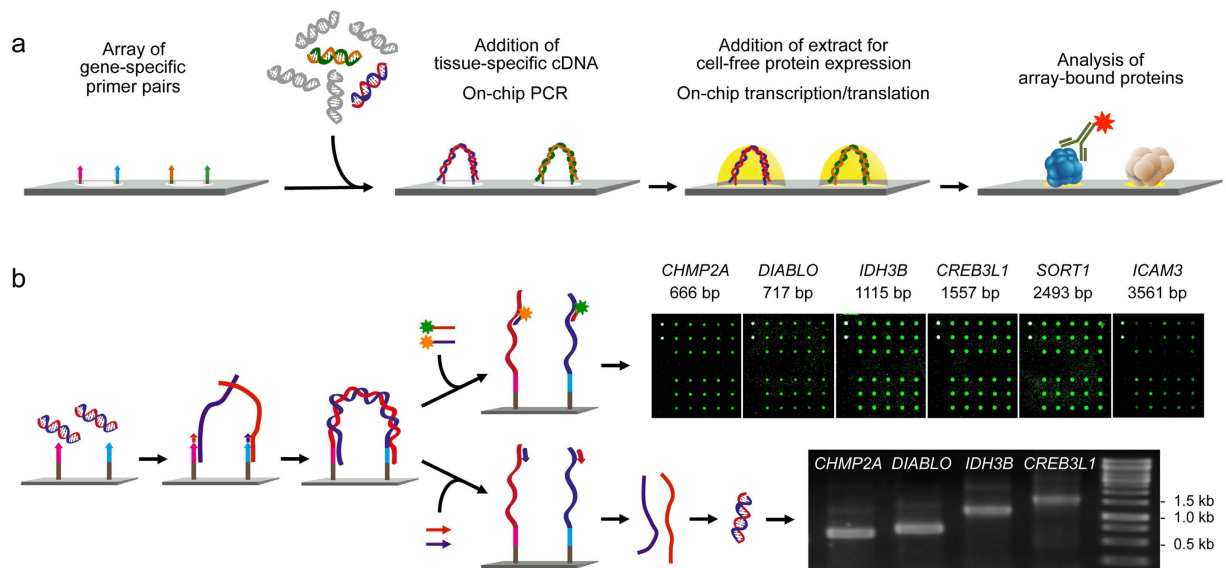 a
Array of
gene-specific
primer pairs
Addition of
tissue-specific cDNA
On-chip PCR
Addition of extract for
cell-free protein expression
On-chip transcription/translation
Analysis of
array-bound proteins
b
CHMP2A DIABLO IDH3B CREB3L1 SORT1 ICAM3
666 bp 717 bp 1115 bp 1557 bp 2493 bp 3561 bp
CHMP2A DIABLO IDH3B CREB3L1
- 1.5 kb
- 1.0 kb
- 0.5 kb